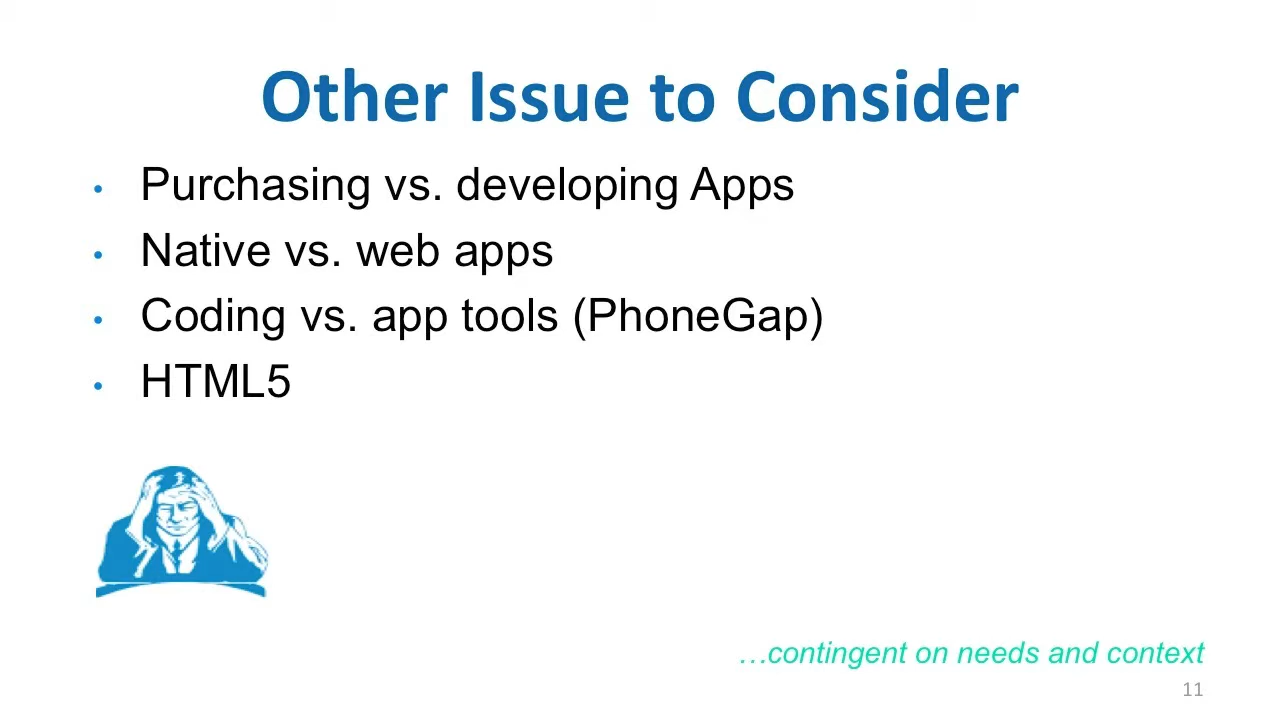 Other Issue to Consider
• Purchasing vs. developing Apps
• Native vs. web apps
• Coding vs. app tools (PhoneGap)
• HTML5
…contingent on needs and context
11